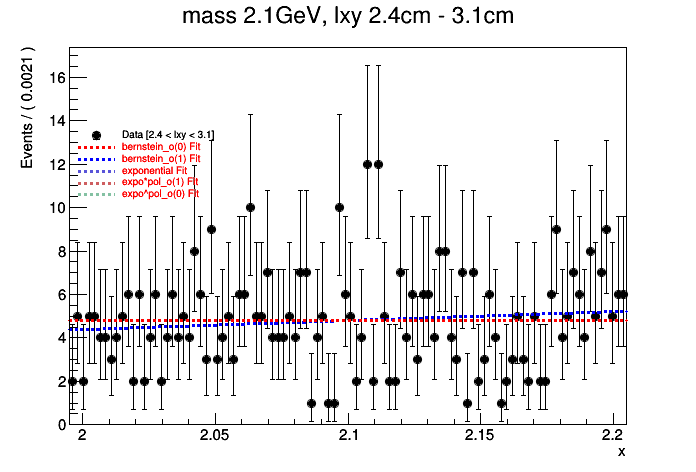 mass 2.1GeV, lxy 2.4cm - 3.1cm
Events / ( 0.0021 )
16
14
12
10
8
6
4
2
0
Data [2.4 < lxy < 3.1]
bernstein_o(0) Fit
bernstein_o(1) Fit
exponential Fit
expo*pol_o(1) Fit
expo^pol_o(0) Fit
2
2.05
2.1
2.15
2.2
x